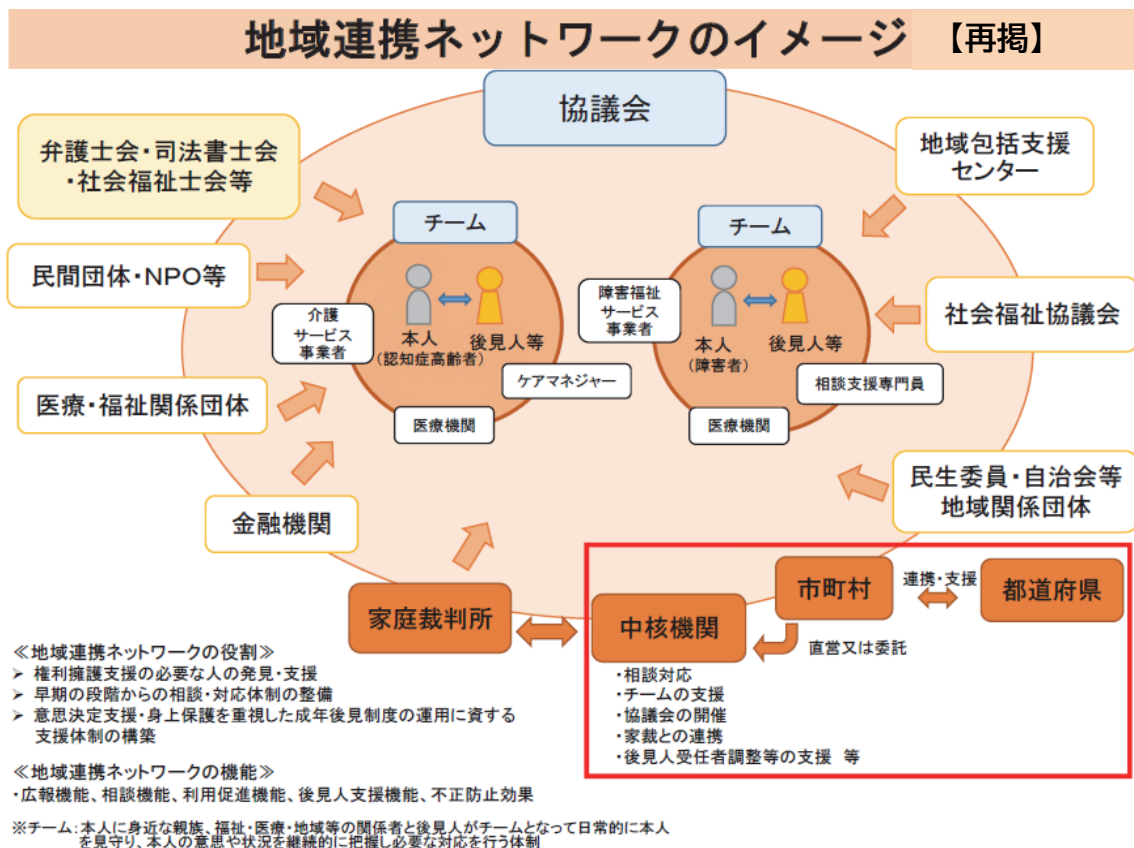 地域連携ネットワークのイメージ 【再掲】
協議会
弁護士会・司法書士会
・社会福祉士会等
地域包括支援
センター
チーム
チーム
民間団体・NPO等
介護
サービス
事業者
本人
(認知症高齢者)
後見人等
ケアマネジャー
医療機関
障害福祉
サービス
事業者
本人
(障害者)
後見人等
相談支援専門員
医療機関
社会福祉協議会
医療・福祉関係団体
金融機関
民生委員・自治会等
地域関係団体
家庭裁判所
中核機関
市町村
連携・支援
都道府県
直営又は委託
・相談対応
・チームの支援
・協議会の開催
・家裁との連携
・後見人受任者調整等の支援 等
≪地域連携ネットワークの役割≫
➢ 権利擁護支援の必要な人の発見・支援
➢ 早期の段階からの相談・対応体制の整備
➢ 意思決定支援・身上保護を重視した成年後見制度の運用に資する
支援体制の構築
≪地域連携ネットワークの機能≫
・広報機能、相談機能、利用促進機能、後見人支援機能、不正防止効果
※チーム:本人に身近な親族、福祉・医療・地域等の関係者と後見人がチームとなって日常的に本人
を見守り、本人の意思や状況を継続的に把握し必要な対応を行う体制